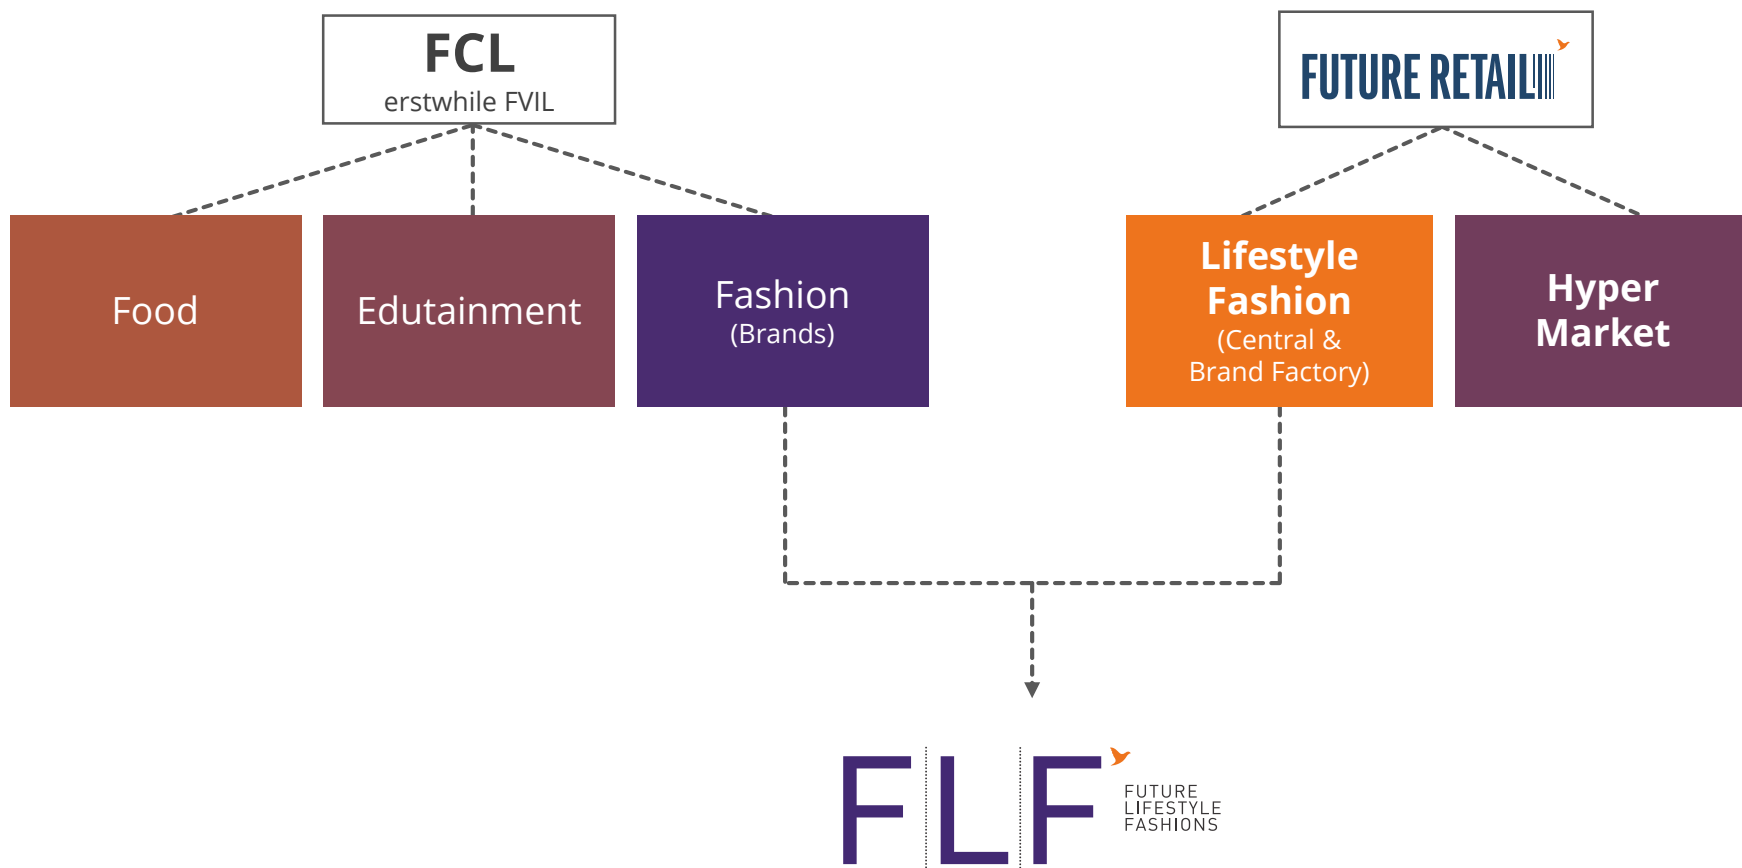 FCL
erstwhile FVIL
FUTURE RETAIL
Food
Edutainment
Fashion
(Brands)
Lifestyle
Fashion
(Central &
Brand Factory)
Hyper
Market
FLF
FUTURE
LIFESTYLE
FASHIONS